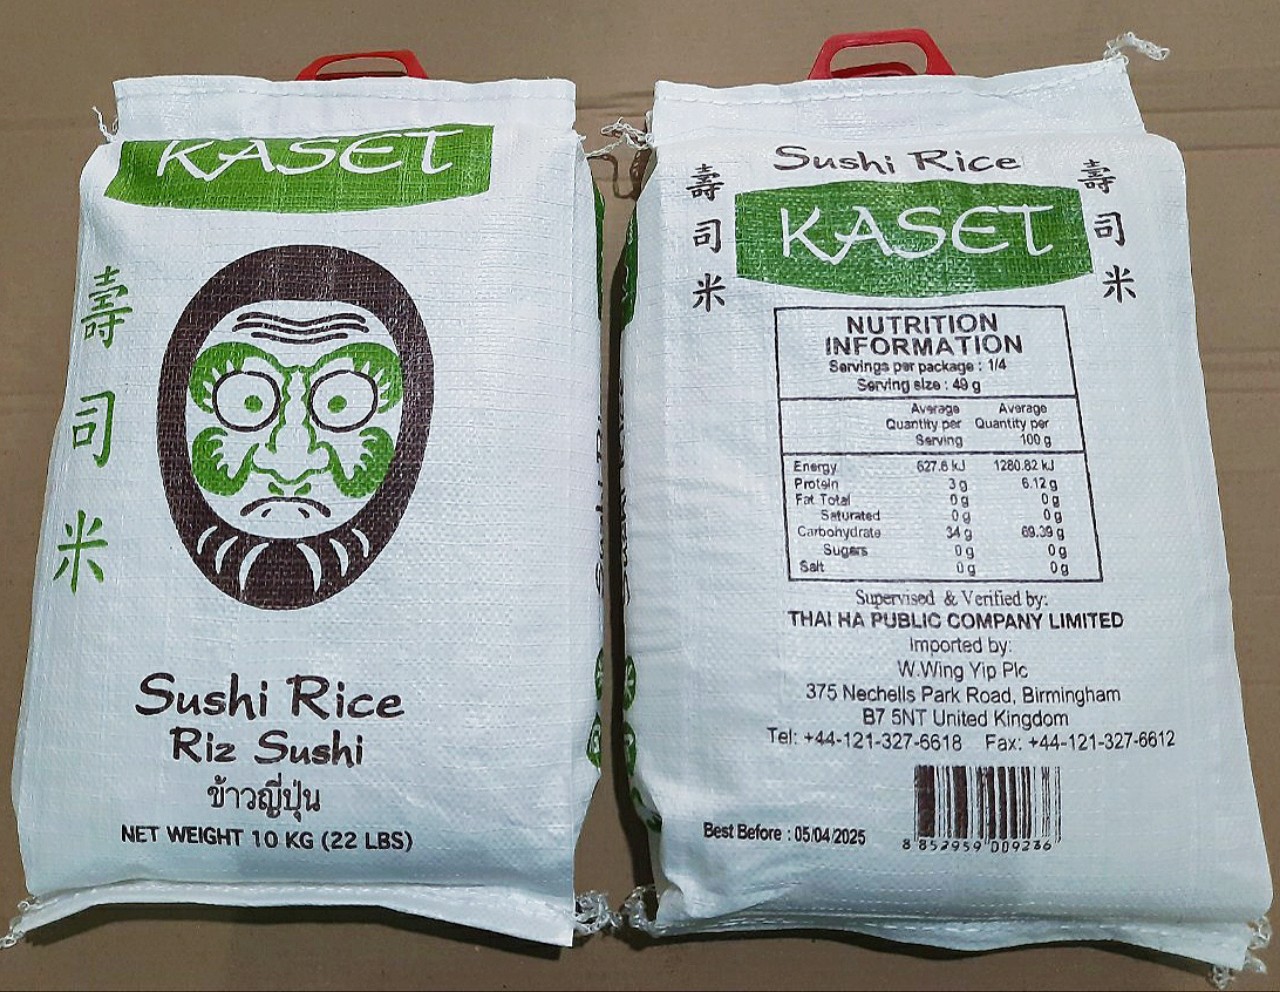 KASET
壽
司
米
Sushi Rice
Riz Sushi
ข้าวญี่ปุ่น
NET WEIGHT 10 KG (22 LBS)
Sushi Rice
壽
司
米
KASET
壽
司
米
NUTRITION
INFORMATION
Servings per package : 1/4
Serving size : 49 g
Average Average
Quantity per Quantity per
Serving 100 g
Energy 627.6 kJ 1280.82 kJ
Protein 3 g 6.12 g
Fat Total 0 g 0 g
Saturated 0 g 0 g
Carbohydrate 34 g 69.39 g
Sugars 0 g 0 g
Salt 0 g 0 g
Supervised & Verified by:
THAI HA PUBLIC COMPANY LIMITED
Imported by:
W.Wing Yip Plc
375 Nechells Park Road, Birmingham
B7 5NT United Kingdom
Tel: +44-121-327-6618 Fax: +44-121-327-6612
Best Before : 05/04/2025
8 852959 009236